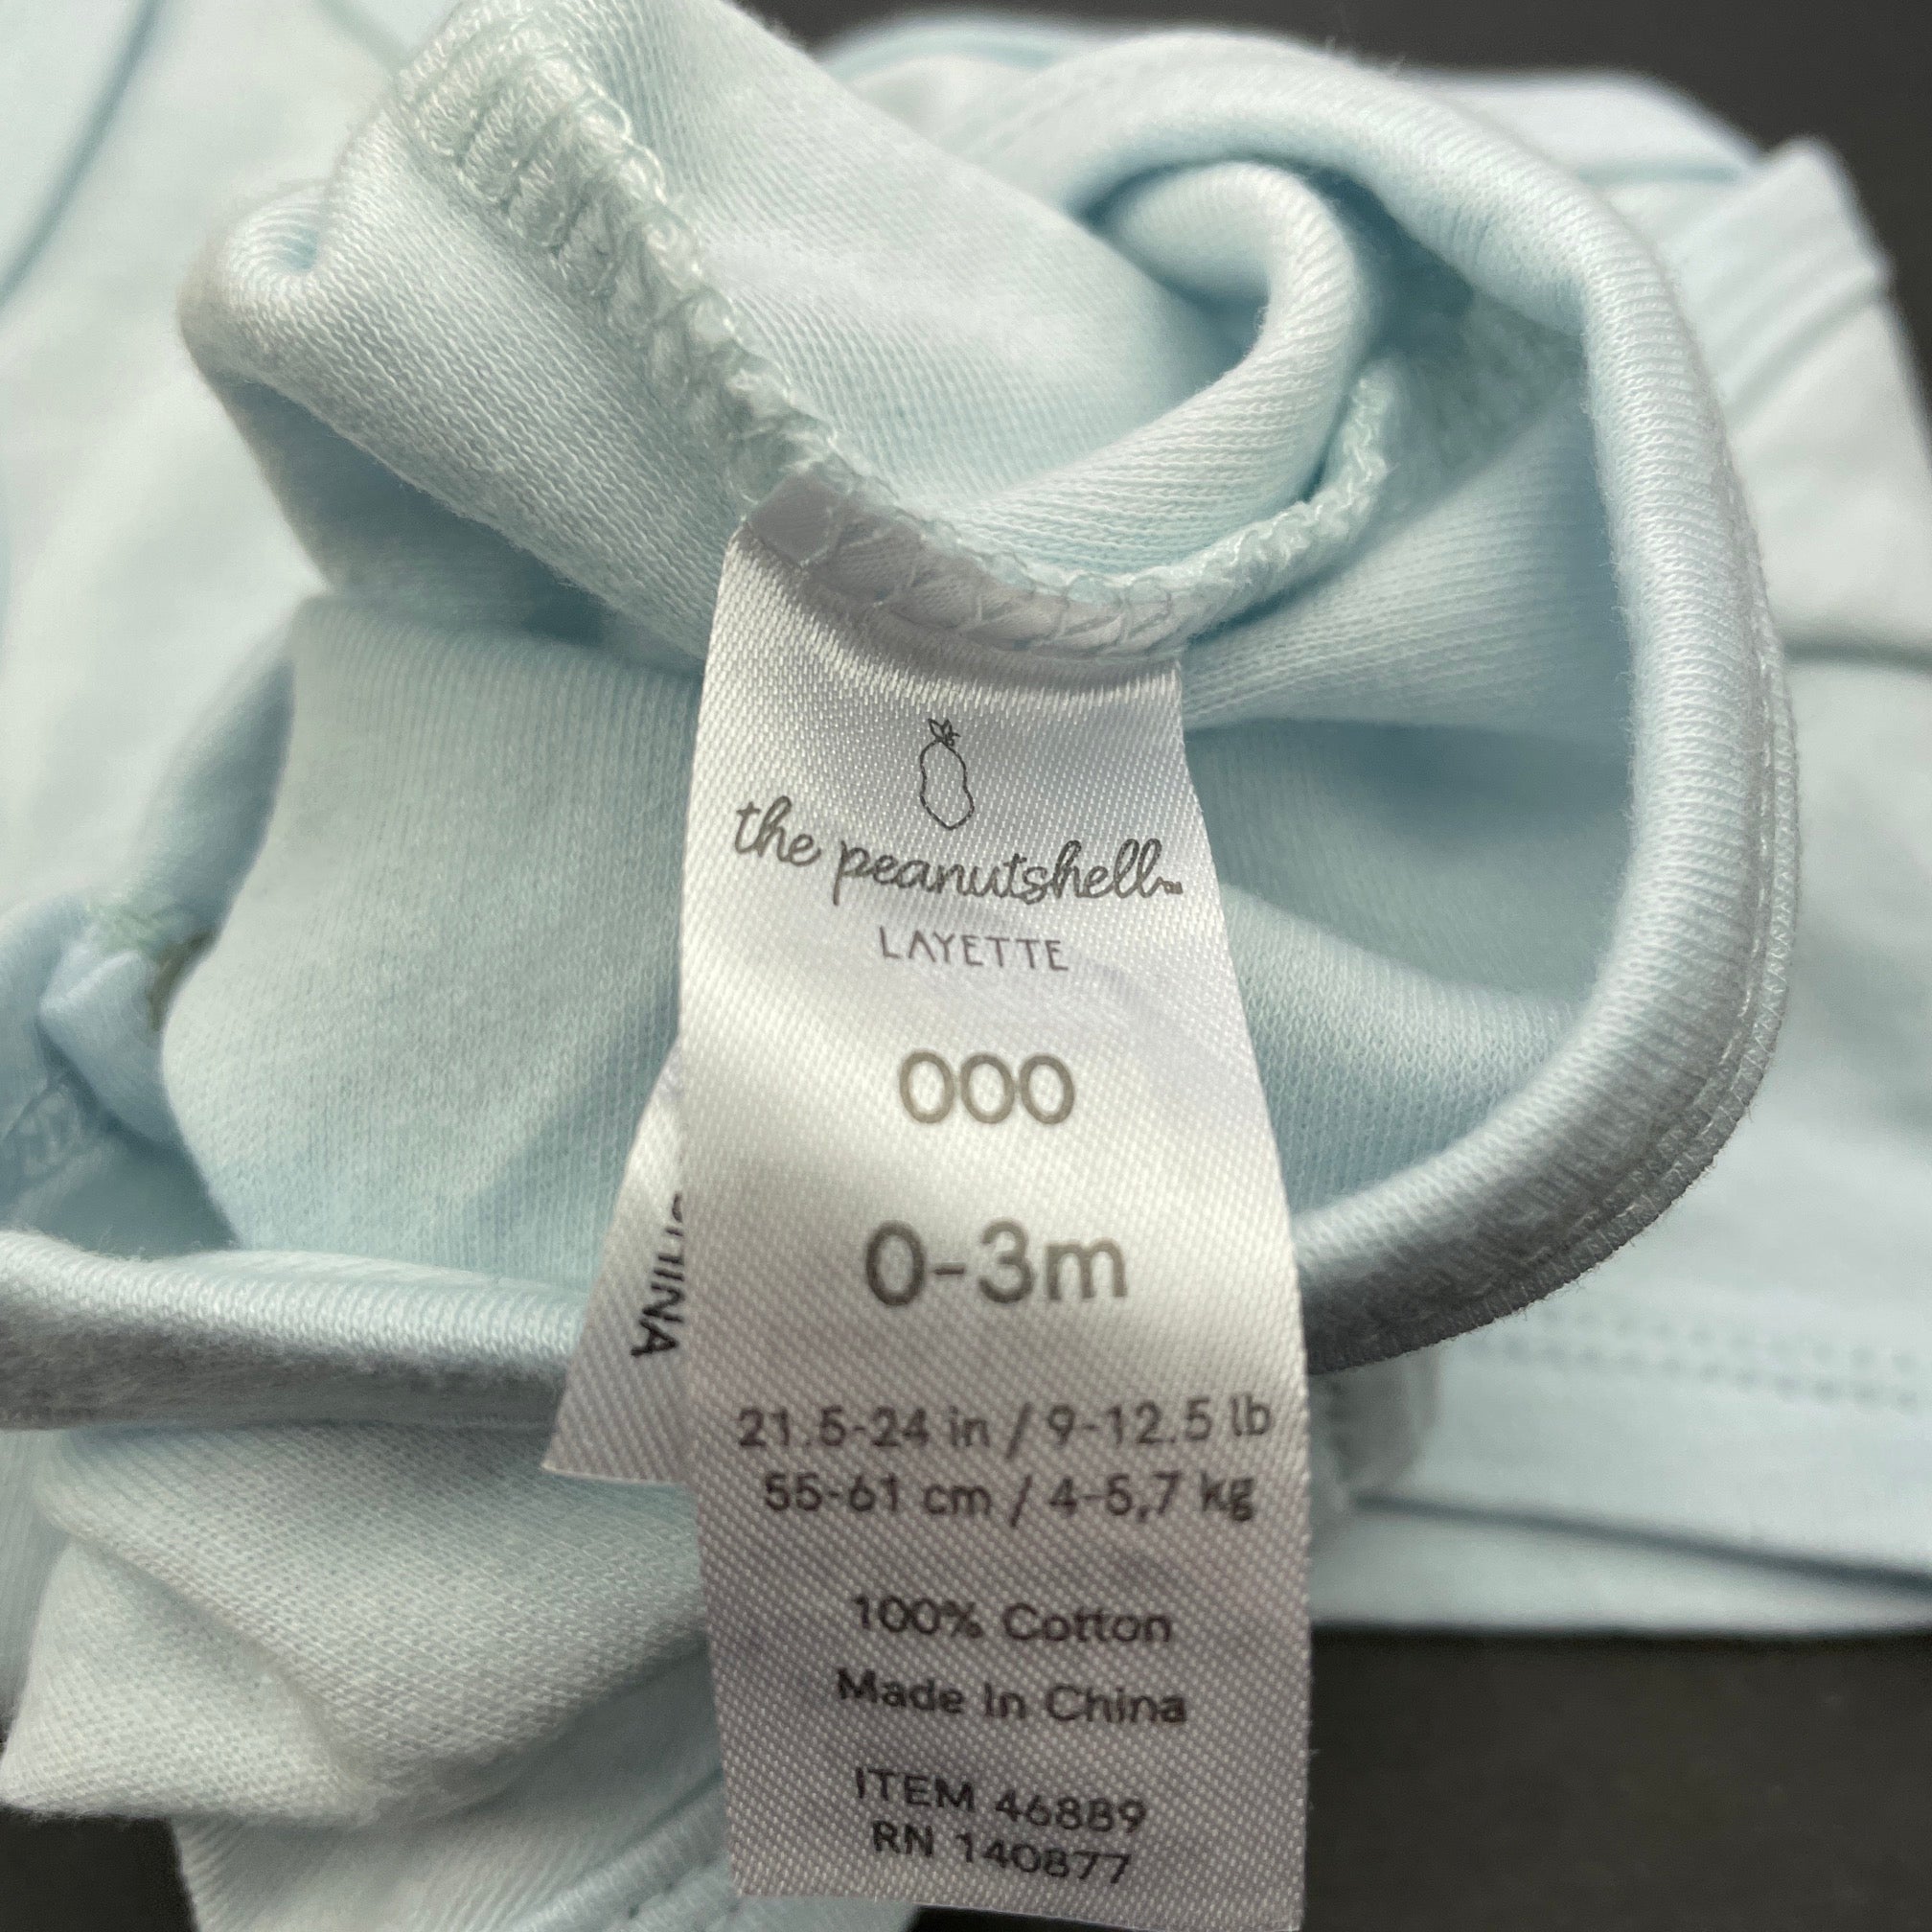 the peanutshell™
LAYETTE
000
0-3m
21.5-24 in / 9-12.5 lb
55-61 cm / 4-5,7 kg
100% Cotton
Made In China
ITEM 46889
RN 140877